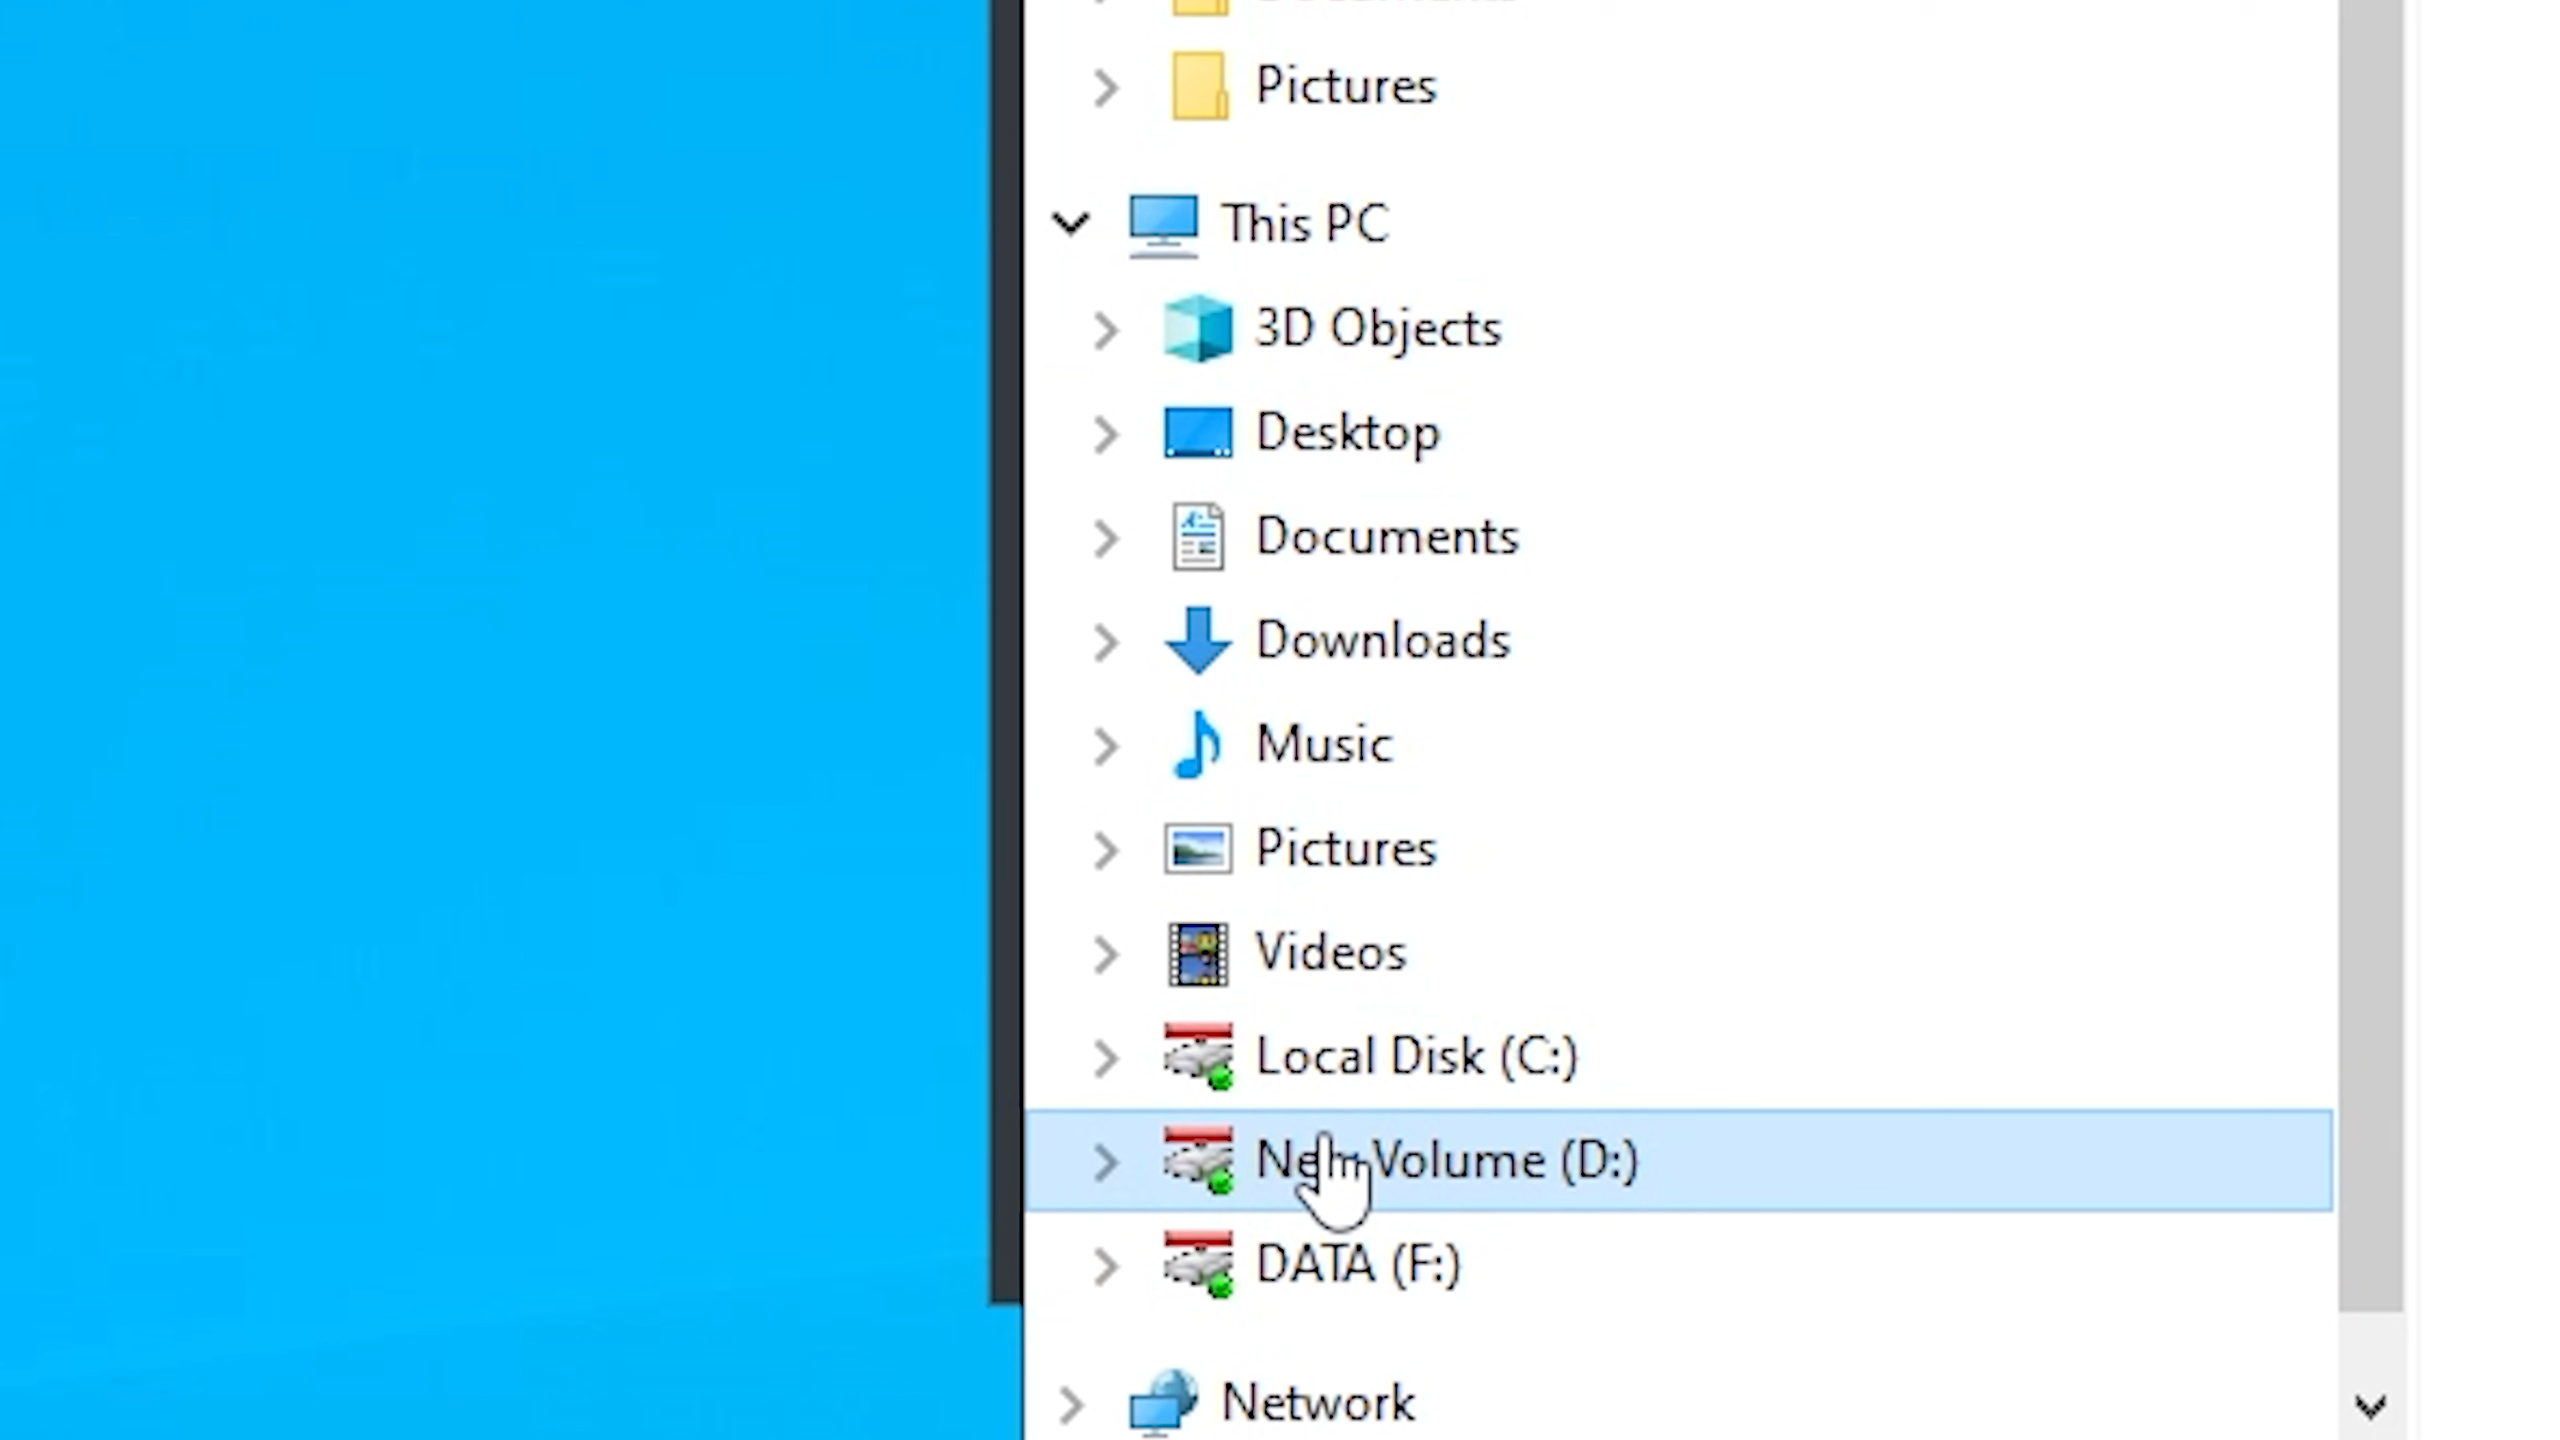 Pictures
This PC
3D Objects
Desktop
Documents
Downloads
Music
Pictures
Videos
Local Disk (C:)
New Volume (D:)
DATA (F:)
Network